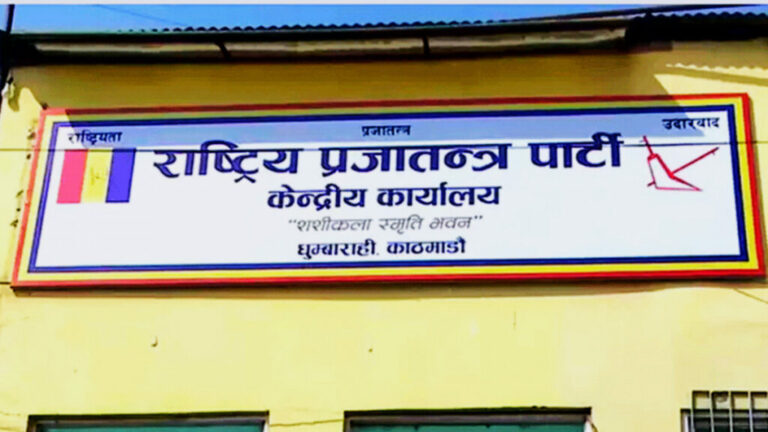 राष्ट्रियता प्रजातन्त्र उदारवाद
राष्ट्रिय प्रजातन्त्र पार्टी
केन्द्रीय कार्यालय
"शशीकला स्मृति भवन"
धुम्बाराही, काठमाडौ